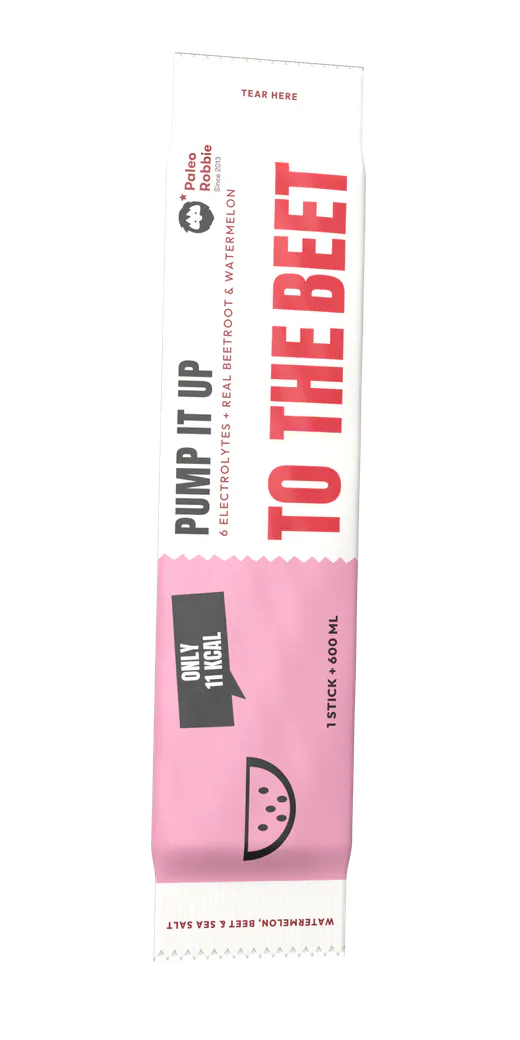 TEAR HERE
Paleo
Robbie
Since 2013
PUMP IT UP
6 ELECTROLYTES + REAL BEETROOT & WATERMELON
TO THE BEET
ONLY
11 KCAL
1 STICK + 600 ML
WATERMELON, BEET & SEA SALT